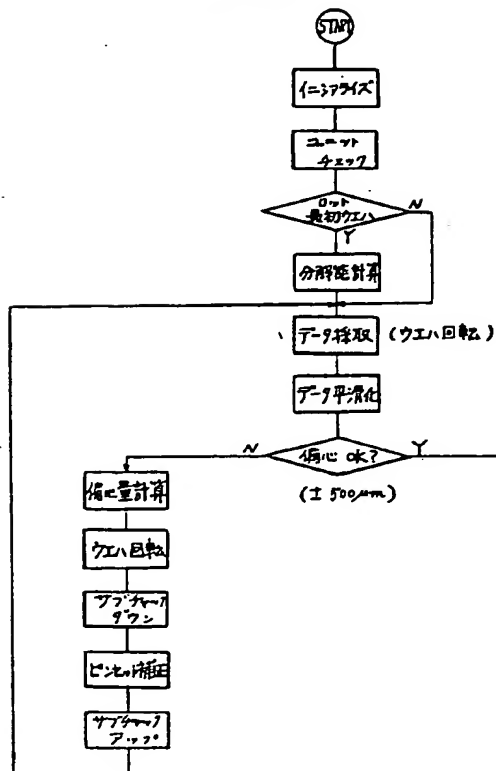 START
イニシアライズ
ユニット
チェック
ロット
最初ウエハ
N
Y
分解距計算
データ採取 (ウエハ回転)
データ平滑化
N
偏心 OK?
Y
(± 500μm)
偏心量計算
ウエハ回転
サブチャック
ダウン
ピンセット補正
サブチャック
アップ